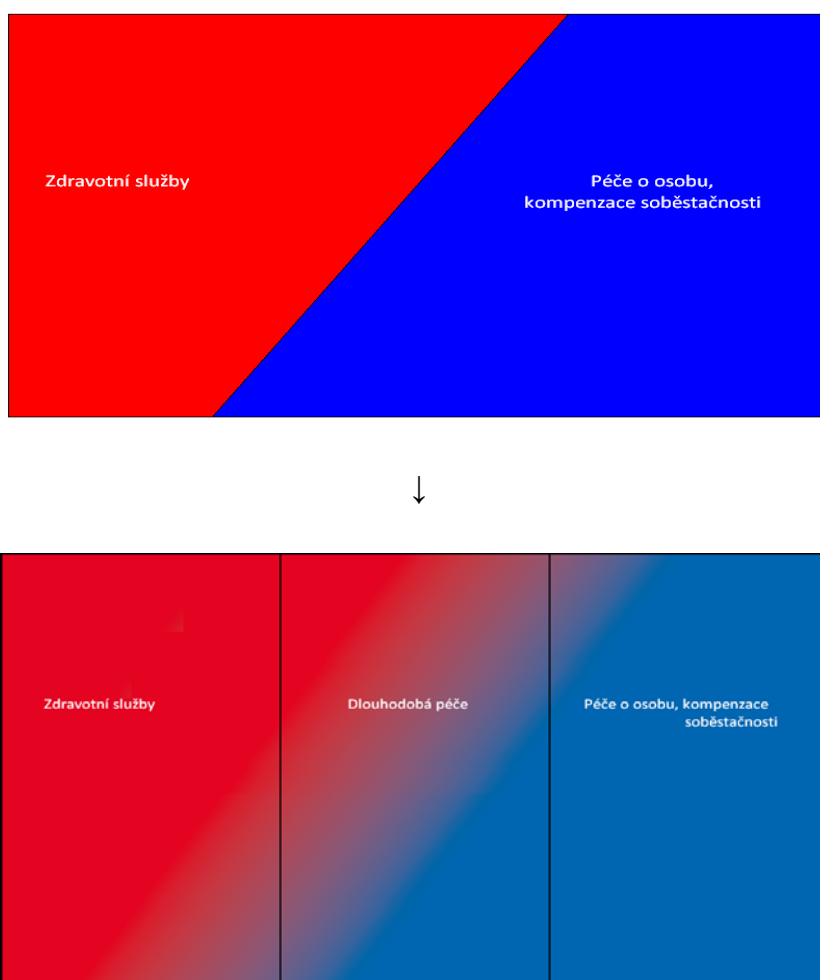 Zdravotní služby
Péče o osobu,
kompenzace soběstačnosti
↓
Zdravotní služby
Dlouhodobá péče
Péče o osobu, kompenzace
soběstačnosti